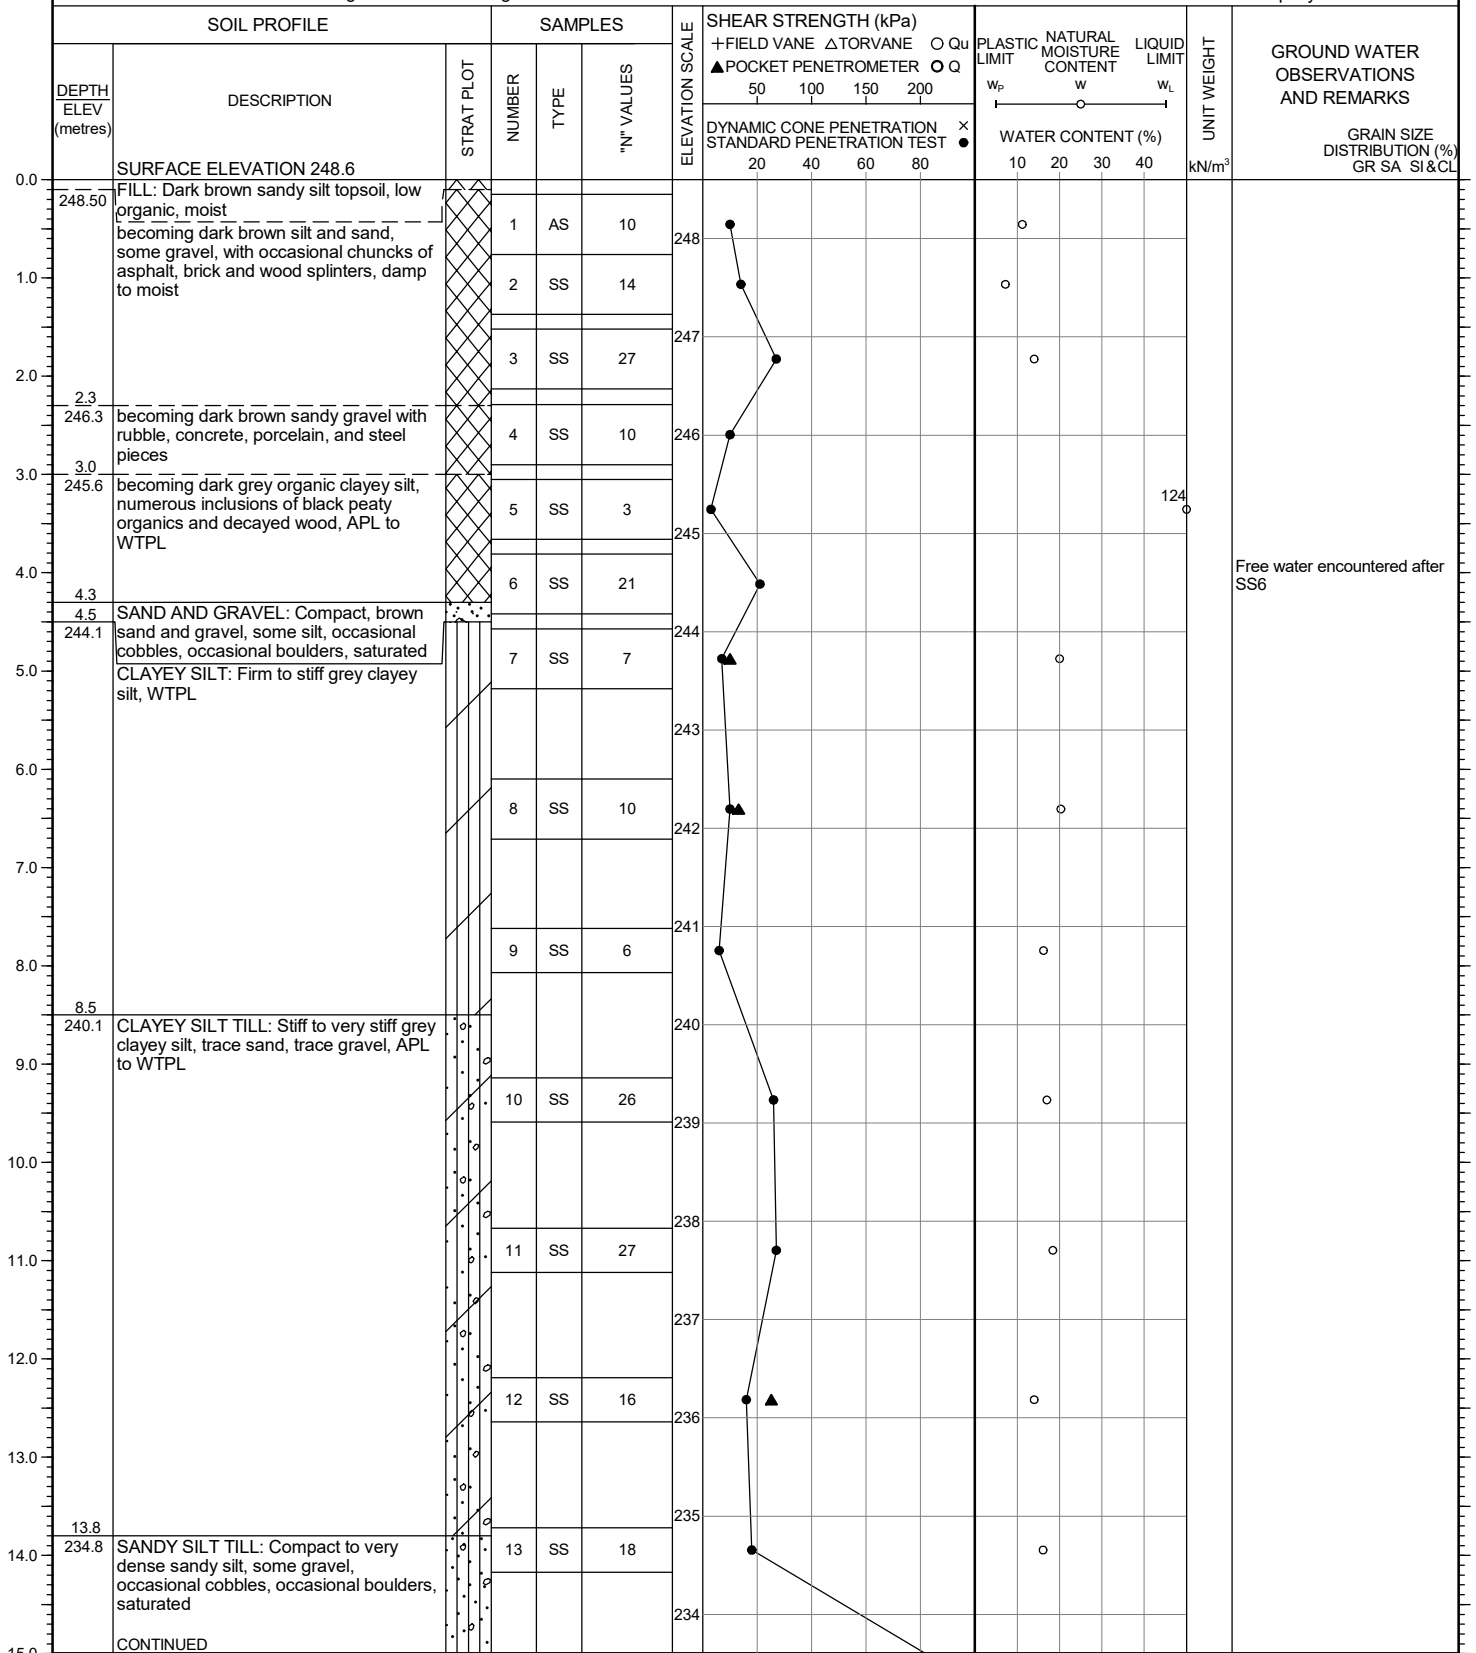 SOIL PROFILE
SAMPLES
DEPTH
ELEV
(metres)
DESCRIPTION
STRAT PLOT
NUMBER
TYPE
"N" VALUES
ELEVATION SCALE
SHEAR STRENGTH (kPa)
+FIELD VANE △TORVANE ○ Qu
▲POCKET PENETROMETER ○ Q
50 100 150 200
DYNAMIC CONE PENETRATION ×
STANDARD PENETRATION TEST ●
20 40 60 80
PLASTIC LIMIT
NATURAL MOISTURE CONTENT
LIQUID LIMIT
wP w wL
WATER CONTENT (%)
10 20 30 40
UNIT WEIGHT
kN/m³
GROUND WATER
OBSERVATIONS
AND REMARKS
GRAIN SIZE
DISTRIBUTION (%)
GR SA SI&CL
SURFACE ELEVATION 248.6
0.0
248.50
FILL: Dark brown sandy silt topsoil, low
organic, moist
becoming dark brown silt and sand,
some gravel, with occasional chuncks of
asphalt, brick and wood splinters, damp
to moist
1 AS 10
248
1.0
2 SS 14
247
3 SS 27
2.0
2.3
246.3
becoming dark brown sandy gravel with
rubble, concrete, porcelain, and steel
pieces
4 SS 10
246
3.0
3.0
245.6
becoming dark grey organic clayey silt,
numerous inclusions of black peaty
organics and decayed wood, APL to
WTPL
5 SS 3
124
245
4.0
6 SS 21
Free water encountered after
SS6
4.3
4.5
244.1
SAND AND GRAVEL: Compact, brown
sand and gravel, some silt, occasional
cobbles, occasional boulders, saturated
244
7 SS 7
5.0
CLAYEY SILT: Firm to stiff grey clayey
silt, WTPL
243
6.0
8 SS 10
242
7.0
241
9 SS 6
8.0
8.5
240.1
CLAYEY SILT TILL: Stiff to very stiff grey
clayey silt, trace sand, trace gravel, APL
to WTPL
240
9.0
10 SS 26
239
10.0
238
11 SS 27
11.0
237
12.0
12 SS 16
236
13.0
235
13.8
234.8
SANDY SILT TILL: Compact to very
dense sandy silt, some gravel,
occasional cobbles, occasional boulders,
saturated
13 SS 18
14.0
234
CONTINUED
15.0